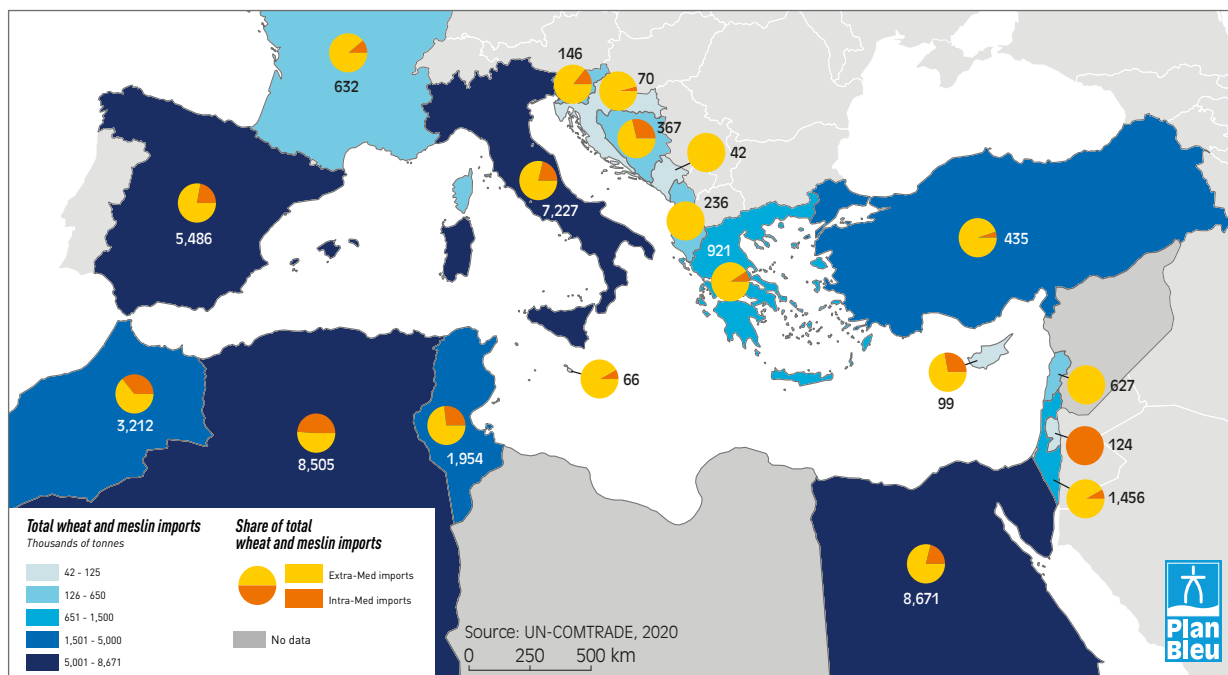 146
70
632
367
42
7,227
236
5,486
921
435
66
99
627
3,212
8,505
1,954
124
1,456
8,671
Total wheat and meslin imports
Thousands of tonnes
42 - 125
126 - 650
651 - 1,500
1,501 - 5,000
5,001 - 8,671
Share of total
wheat and meslin imports
Extra-Med imports
Intra-Med imports
No data
Source: UN-COMTRADE, 2020
0 250 500 km
Plan
Bleu